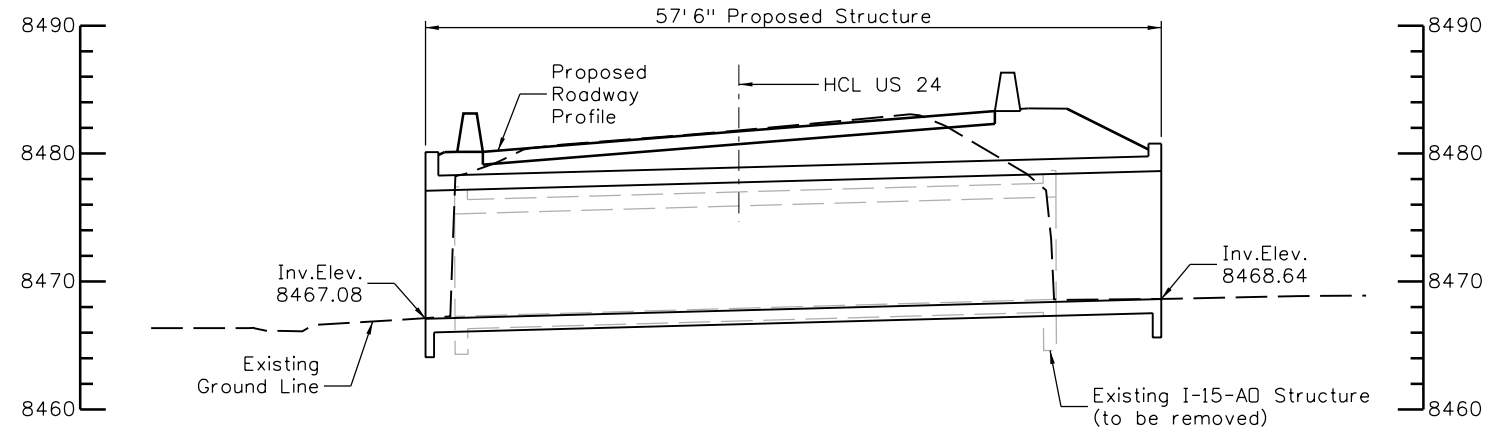 57'6" Proposed Structure
8490
8490
Proposed
Roadway
Profile
HCL US 24
8480
8480
Inv.Elev.
8467.08
Inv.Elev.
8468.64
8470
8470
Existing
Ground Line
Existing I-15-AO Structure
(to be removed)
8460
8460